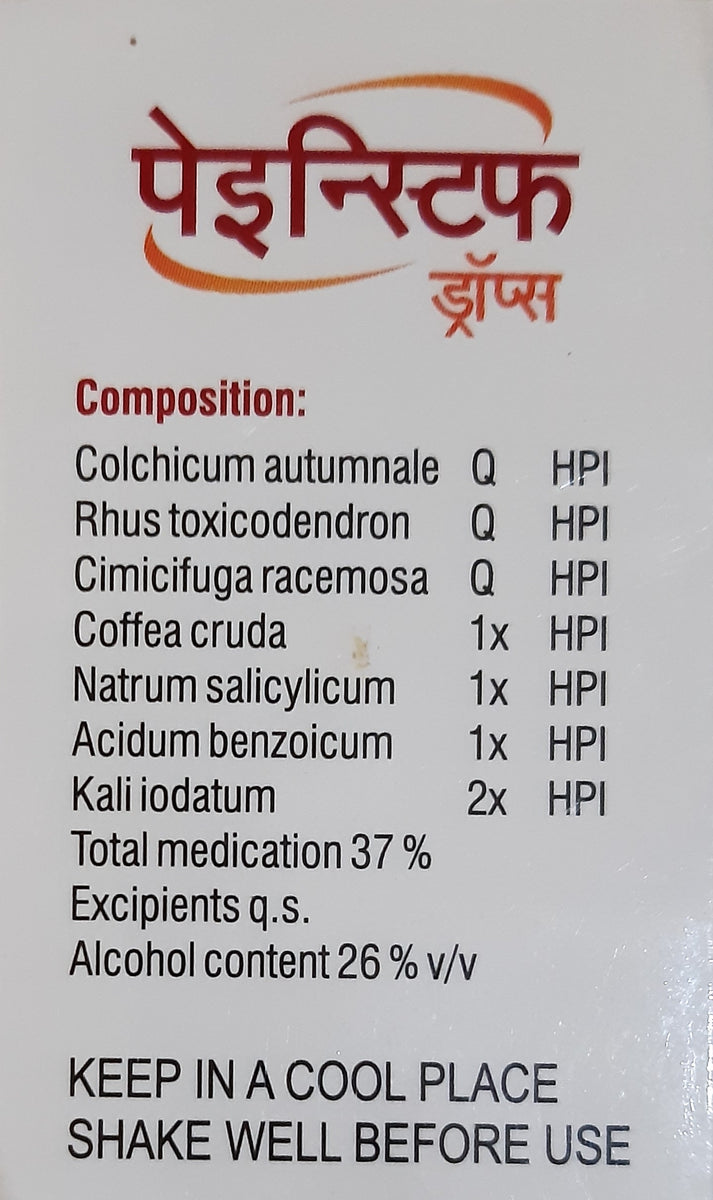 पेइन्स्टिफ
ड्रॉप्स
Composition:
Colchicum autumnale Q HPI
Rhus toxicodendron Q HPI
Cimicifuga racemosa Q HPI
Coffea cruda 1x HPI
Natrum salicylicum 1x HPI
Acidum benzoicum 1x HPI
Kali iodatum 2x HPI
Total medication 37 %
Excipients q.s.
Alcohol content 26 % v/v
KEEP IN A COOL PLACE
SHAKE WELL BEFORE USE